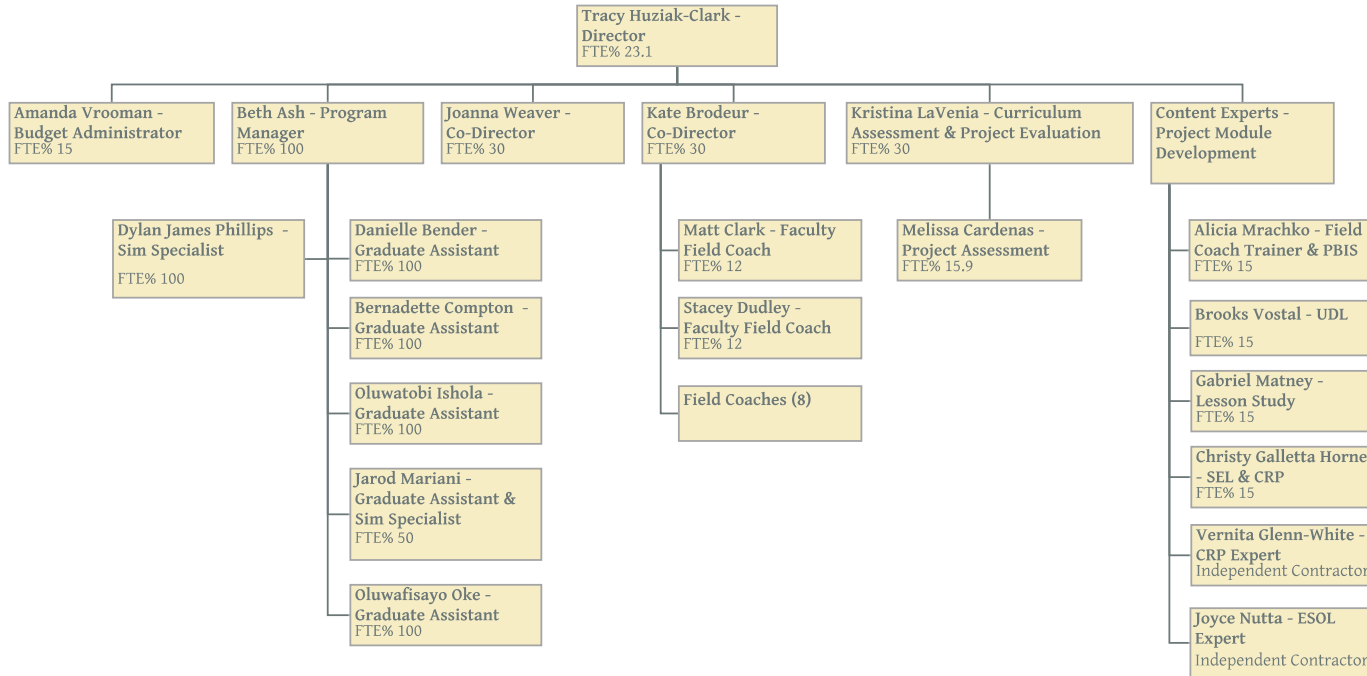 Tracy Huziak-Clark -
Director
FTE% 23.1
Amanda Vrooman -
Budget Administrator
FTE% 15
Beth Ash - Program
Manager
FTE% 100
Joanna Weaver -
Co-Director
FTE% 30
Kate Brodeur -
Co-Director
FTE% 30
Kristina LaVenia - Curriculum
Assessment & Project Evaluation
FTE% 30
Content Experts -
Project Module
Development
Dylan James Phillips -
Sim Specialist
FTE% 100
Danielle Bender -
Graduate Assistant
FTE% 100
Bernadette Compton -
Graduate Assistant
FTE% 100
Oluwatobi Ishola -
Graduate Assistant
FTE% 100
Jarod Mariani -
Graduate Assistant &
Sim Specialist
FTE% 50
Oluwafisayo Oke -
Graduate Assistant
FTE% 100
Matt Clark - Faculty
Field Coach
FTE% 12
Stacey Dudley -
Faculty Field Coach
FTE% 12
Field Coaches (8)
Melissa Cardenas -
Project Assessment
FTE% 15.9
Alicia Mrachko - Field
Coach Trainer & PBIS
FTE% 15
Brooks Vostal - UDL
FTE% 15
Gabriel Matney -
Lesson Study
FTE% 15
Christy Galletta Horne
- SEL & CRP
FTE% 15
Vernita Glenn-White -
CRP Expert
Independent Contractor
Joyce Nutta - ESOL
Expert
Independent Contractor